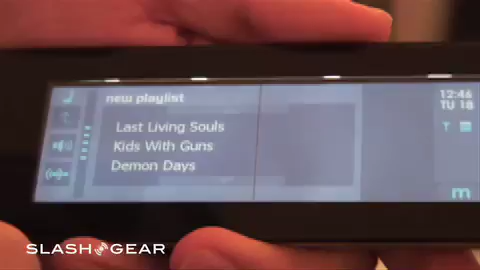 new playlist
12:46
TU 18
Last Living Souls
Kids With Guns
Demon Days
m
SLASHGEAR